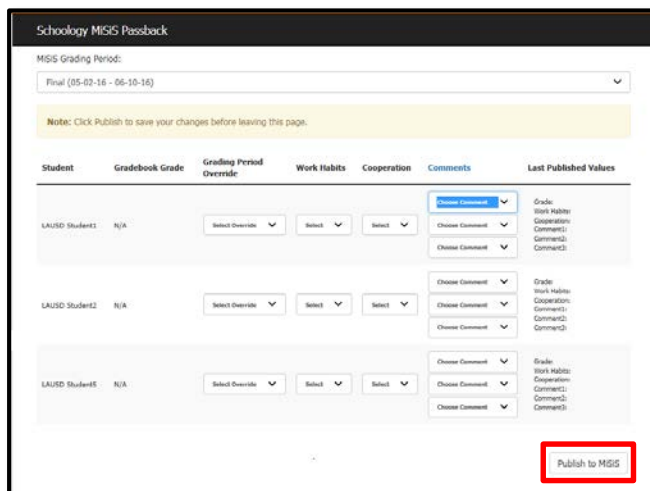 Schoology MiSiS Passback
MiSiS Grading Period:
Final (05-02-16 - 06-10-16)
Note: Click Publish to save your changes before leaving this page.
Student Gradebook Grade Grading Period Override Work Habits Cooperation Comments Last Published Values
LAUSD Student1 N/A Select Override Select Select
Choose Comment
Choose Comment
Choose Comment
Grade:
Work Habits:
Cooperation:
Comment1:
Comment2:
Comment3:
LAUSD Student2 N/A Select Override Select Select
Choose Comment
Choose Comment
Choose Comment
Grade:
Work Habits:
Cooperation:
Comment1:
Comment2:
Comment3:
LAUSD Student5 N/A Select Override Select Select
Choose Comment
Choose Comment
Choose Comment
Grade:
Work Habits:
Cooperation:
Comment1:
Comment2:
Comment3:
Publish to MiSiS